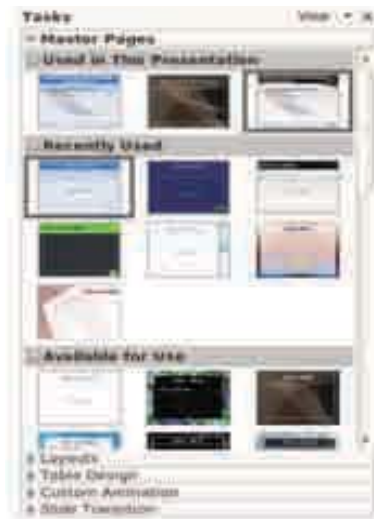 Tasks View
Master Pages
Used in This Presentation
Recently Used
Available for Use
Layouts
Table Design
Custom Animation
Slide Transition